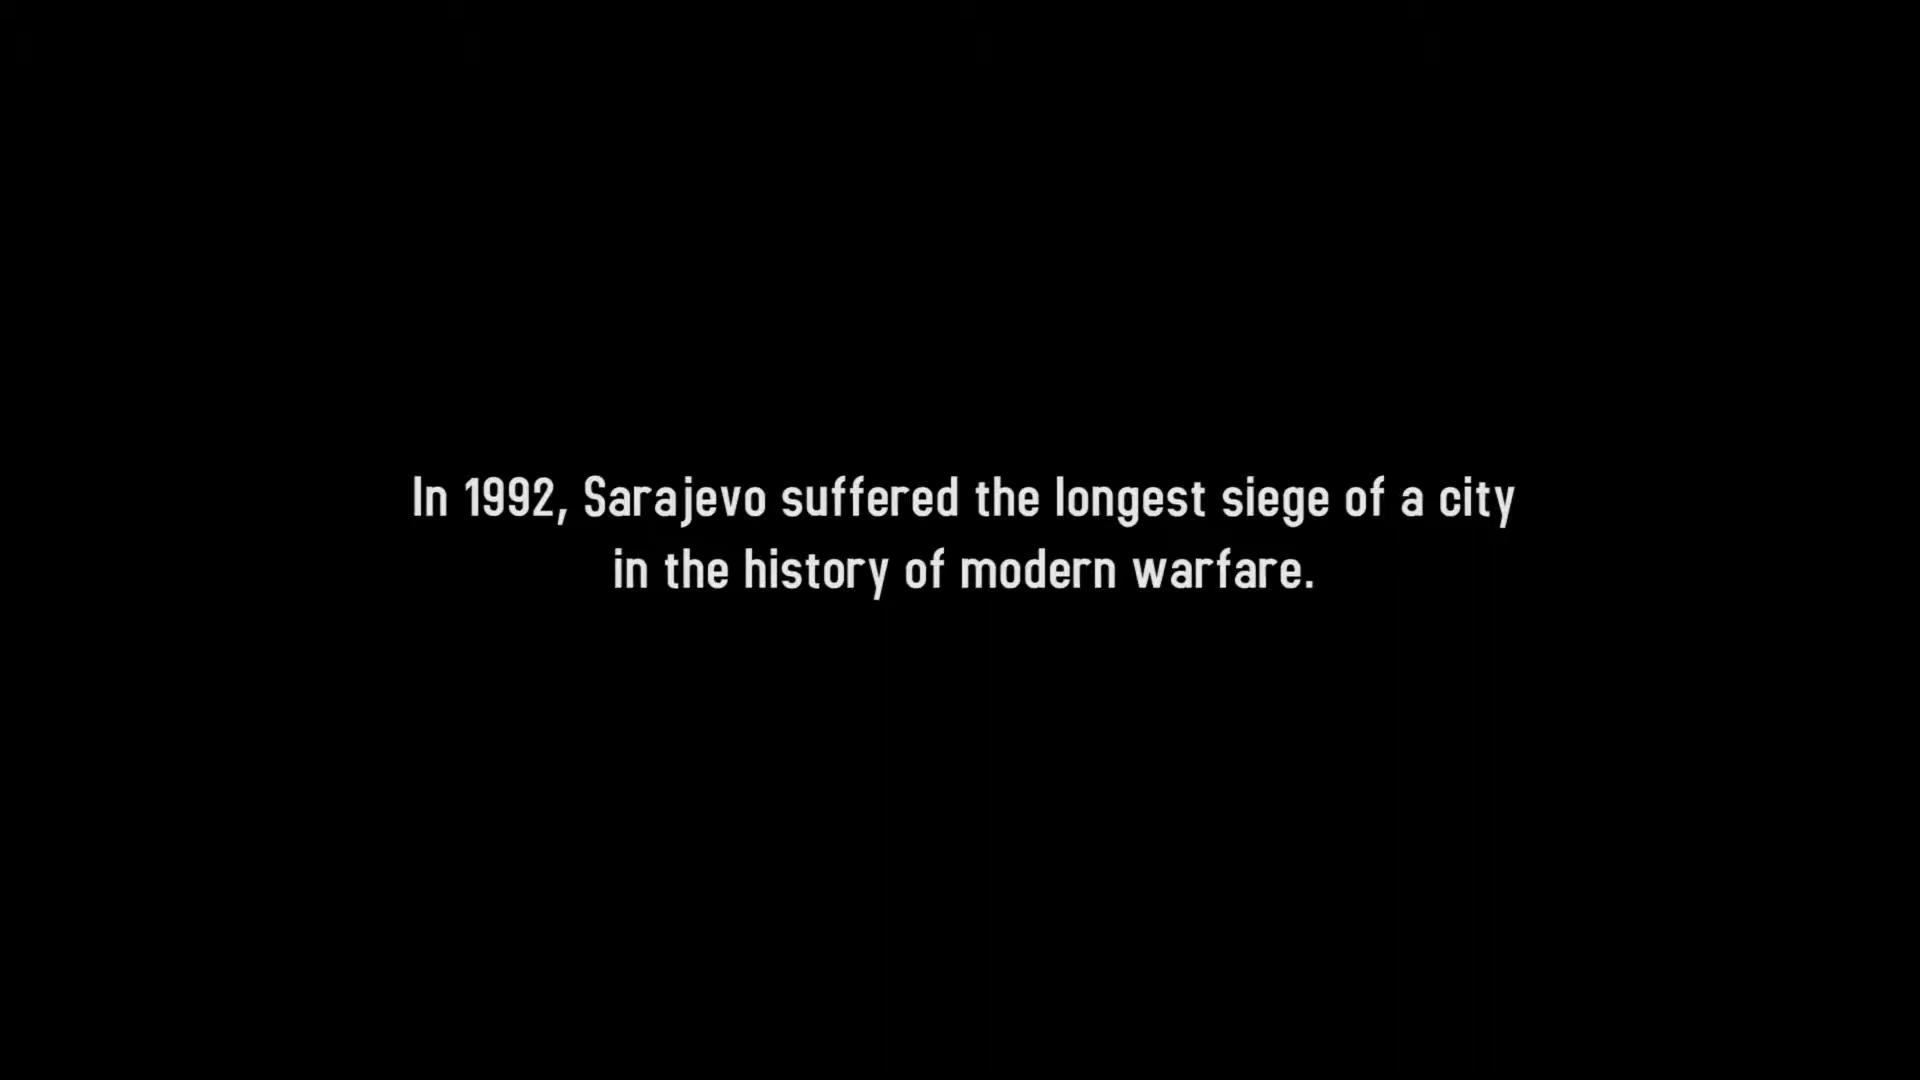 In 1992, Sarajevo suffered the longest siege of a city
in the history of modern warfare.